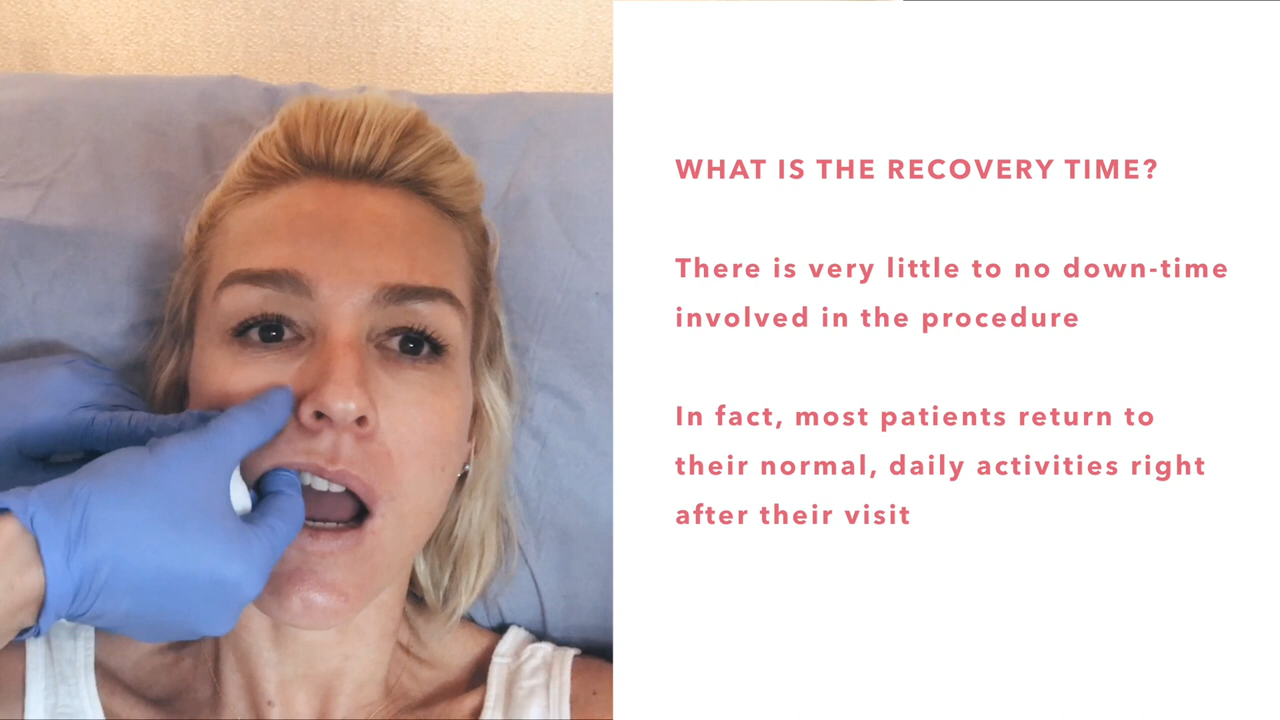 WHAT IS THE RECOVERY TIME?
There is very little to no down-time
involved in the procedure
In fact, most patients return to
their normal, daily activities right
after their visit